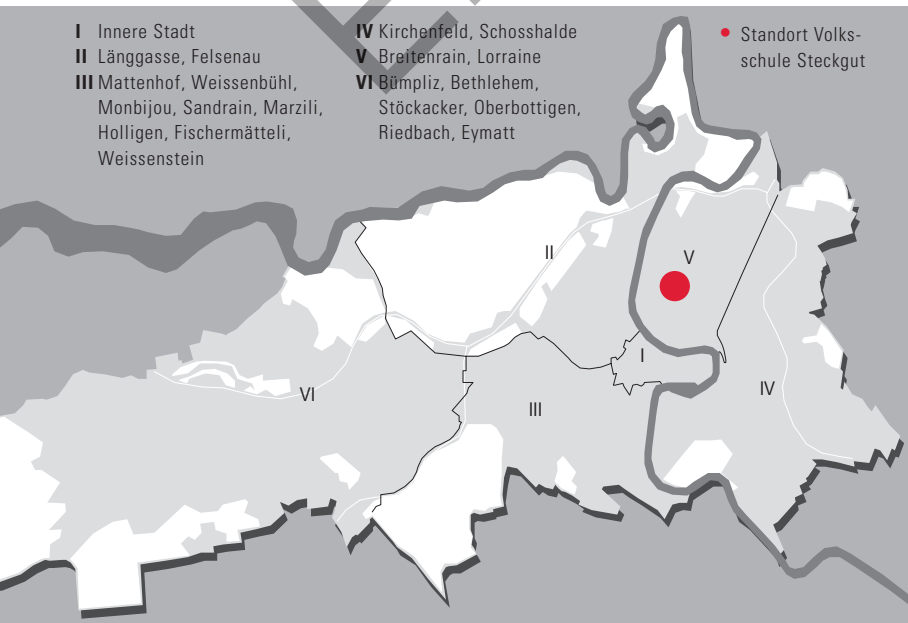 I Innere Stadt
II Länggasse, Felsenau
III Mattenhof, Weissenbühl,
Monbijou, Sandrain, Marzili,
Holligen, Fischermätteli,
Weissenstein
IV Kirchenfeld, Schosshalde
V Breitenrain, Lorraine
VI Bümpliz, Bethlehem,
Stöckacker, Oberbottigen,
Riedbach, Eymatt
Standort Volks-
schule Steckgut
II
V
I
VI
IV
III